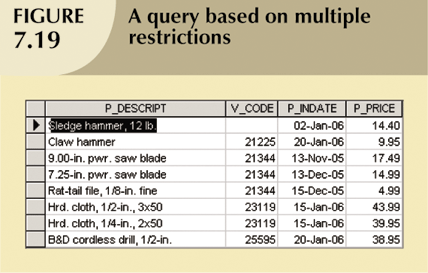 FIGURE
7.19
A query based on multiple
restrictions
P_DESCRIPT V_CODE P_INDATE P_PRICE
Sledge hammer, 12 lb. 02-Jan-06 14.40
Claw hammer 21225 20-Jan-06 9.95
9.00-in. pwr. saw blade 21344 13-Nov-05 17.49
7.25-in. pwr. saw blade 21344 13-Dec-05 14.99
Rat-tail file, 1/8-in. fine 21344 15-Dec-05 4.99
Hrd. cloth, 1/2-in., 3x50 23119 15-Jan-06 43.99
Hrd. cloth, 1/4-in., 2x50 23119 15-Jan-06 39.95
B&D cordless drill, 1/2-in. 25595 20-Jan-06 38.95